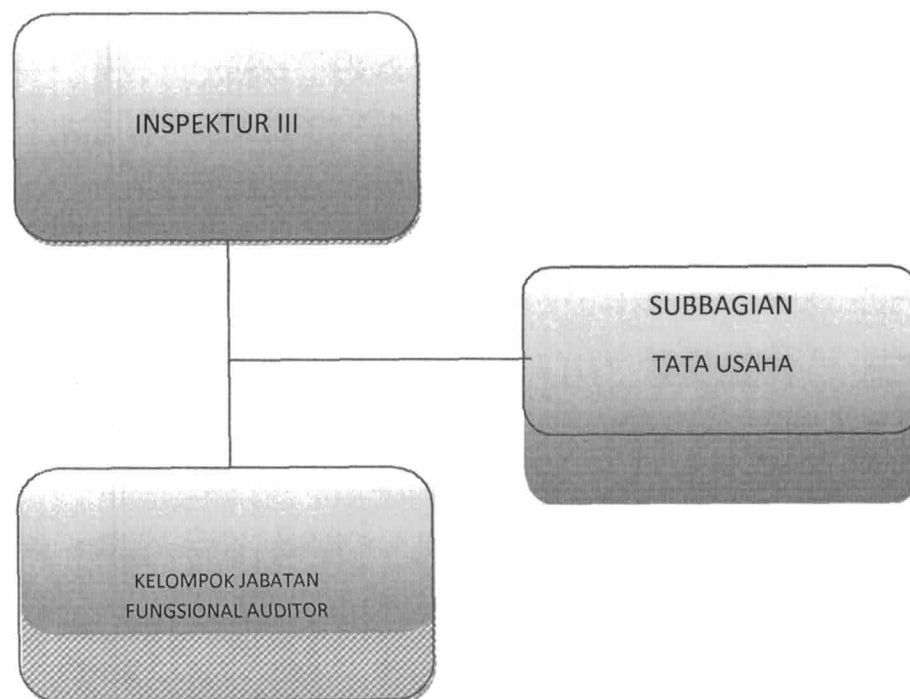 INSPEKTUR III
SUBBAGIAN
TATA USAHA
KELOMPOK JABATAN
FUNGSIONAL AUDITOR